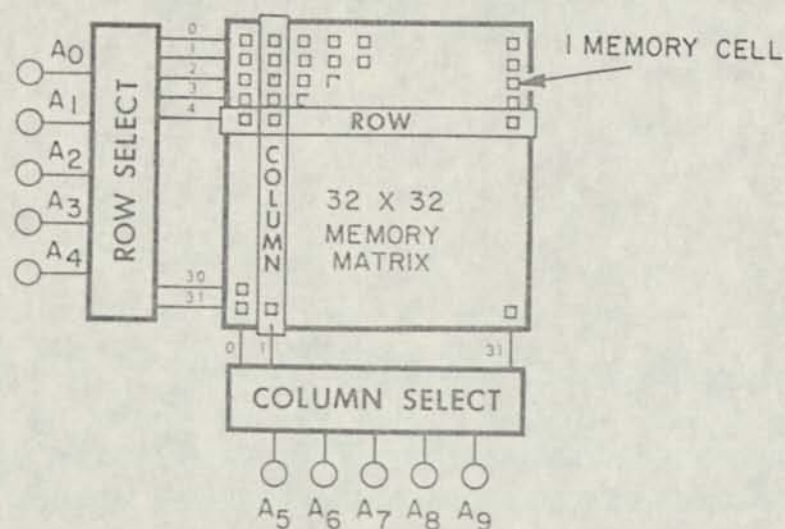 A0
A1
A2
A3
A4
ROW SELECT
0
1
2
3
4
30
31
1 MEMORY CELL
ROW
COLUMN
32 X 32
MEMORY
MATRIX
0
1
31
COLUMN SELECT
A5
A6
A7
A8
A9